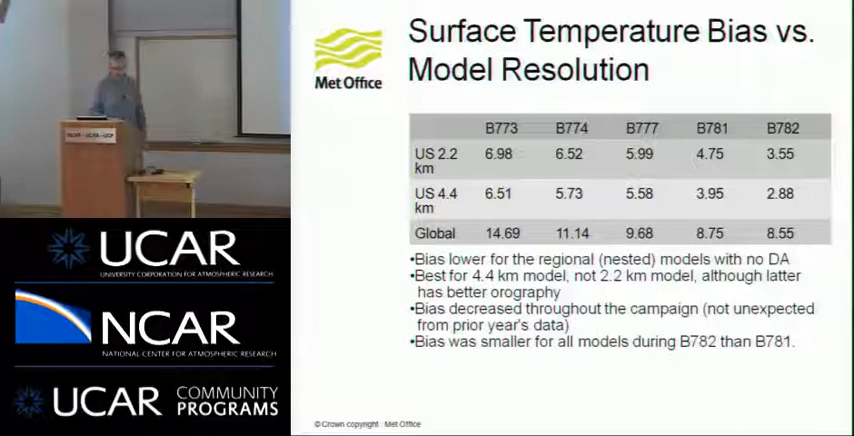 Surface Temperature Bias vs.
Model Resolution
Met Office
B773 B774 B777 B781 B782
US 2.2 km 6.98 6.52 5.99 4.75 3.55
US 4.4 km 6.51 5.73 5.58 3.95 2.88
Global 14.69 11.14 9.68 8.75 8.55
•Bias lower for the regional (nested) models with no DA
•Best for 4.4 km model, not 2.2 km model, although latter
has better orography
•Bias decreased throughout the campaign (not unexpected
from prior year's data)
•Bias was smaller for all models during B782 than B781.
© Crown copyright Met Office
UCAR
UNIVERSITY CORPORATION FOR ATMOSPHERIC RESEARCH
NCAR
NATIONAL CENTER FOR ATMOSPHERIC RESEARCH
UCAR COMMUNITY
PROGRAMS